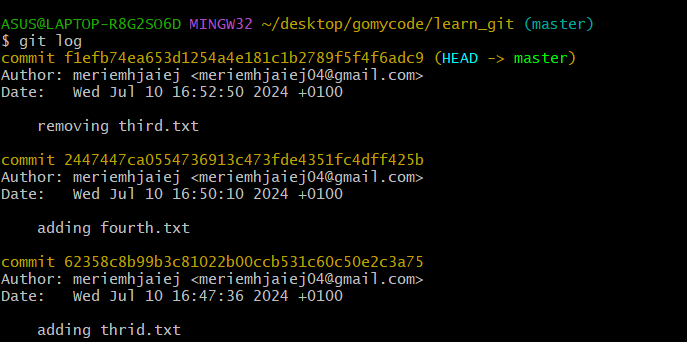 ASUS@LAPTOP-R8G2SO6D MINGW32 ~/desktop/gomycode/learn_git (master)
$ git log
commit f1efb74ea653d1254a4e181c1b2789f5f4f6adc9 (HEAD -> master)
Author: meriemhjaiej <meriemhjaiej04@gmail.com>
Date:   Wed Jul 10 16:52:50 2024 +0100
    removing third.txt
commit 2447447ca0554736913c473fde4351fc4dff425b
Author: meriemhjaiej <meriemhjaiej04@gmail.com>
Date:   Wed Jul 10 16:50:10 2024 +0100
    adding fourth.txt
commit 62358c8b99b3c81022b00ccb531c60c50e2c3a75
Author: meriemhjaiej <meriemhjaiej04@gmail.com>
Date:   Wed Jul 10 16:47:36 2024 +0100
    adding thrid.txt